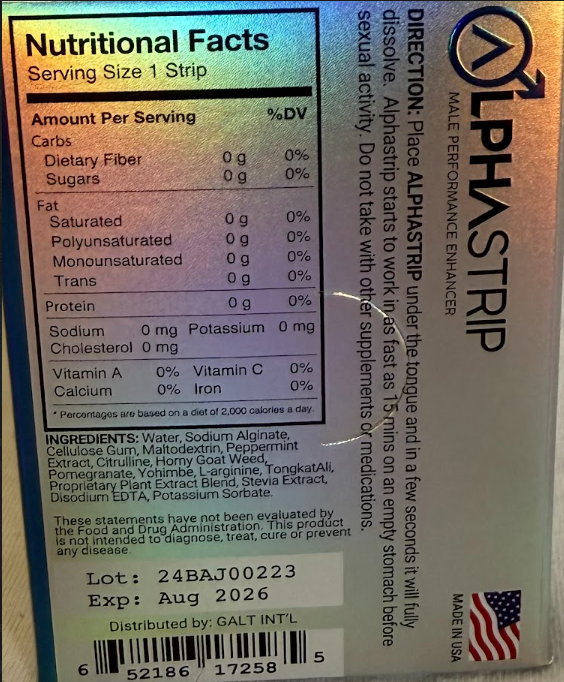 Nutritional Facts
Serving Size 1 Strip
Amount Per Serving %DV
Carbs
Dietary Fiber 0 g 0%
Sugars 0 g 0%
Fat
Saturated 0 g 0%
Polyunsaturated 0 g 0%
Monounsaturated 0 g 0%
Trans 0 g 0%
Protein 0 g 0%
Sodium 0 mg Potassium 0 mg
Cholesterol 0 mg
Vitamin A 0% Vitamin C 0%
Calcium 0% Iron 0%
* Percentages are based on a diet of 2,000 calories a day.
INGREDIENTS: Water, Sodium Alginate,
Cellulose Gum, Maltodextrin, Peppermint
Extract, Citrulline, Horny Goat Weed,
Pomegranate, Yohimbe, L-arginine, TongkatAli,
Proprietary Plant Extract Blend, Stevia Extract,
Disodium EDTA, Potassium Sorbate.
These statements have not been evaluated by
the Food and Drug Administration. This product
is not intended to diagnose, treat, cure or prevent
any disease.
Lot: 24BAJ00223
Exp: Aug 2026
Distributed by: GALT INT'L
6 52186 17258 5
ALPHASTRIP
MALE PERFORMANCE ENHANCER
DIRECTION: Place ALPHASTRIP under the tongue and in a few seconds it will fully
dissolve. Alphastrip starts to work in as fast as 15 mins on an empty stomach before
sexual activity. Do not take with other supplements or medications.
MADE IN USA